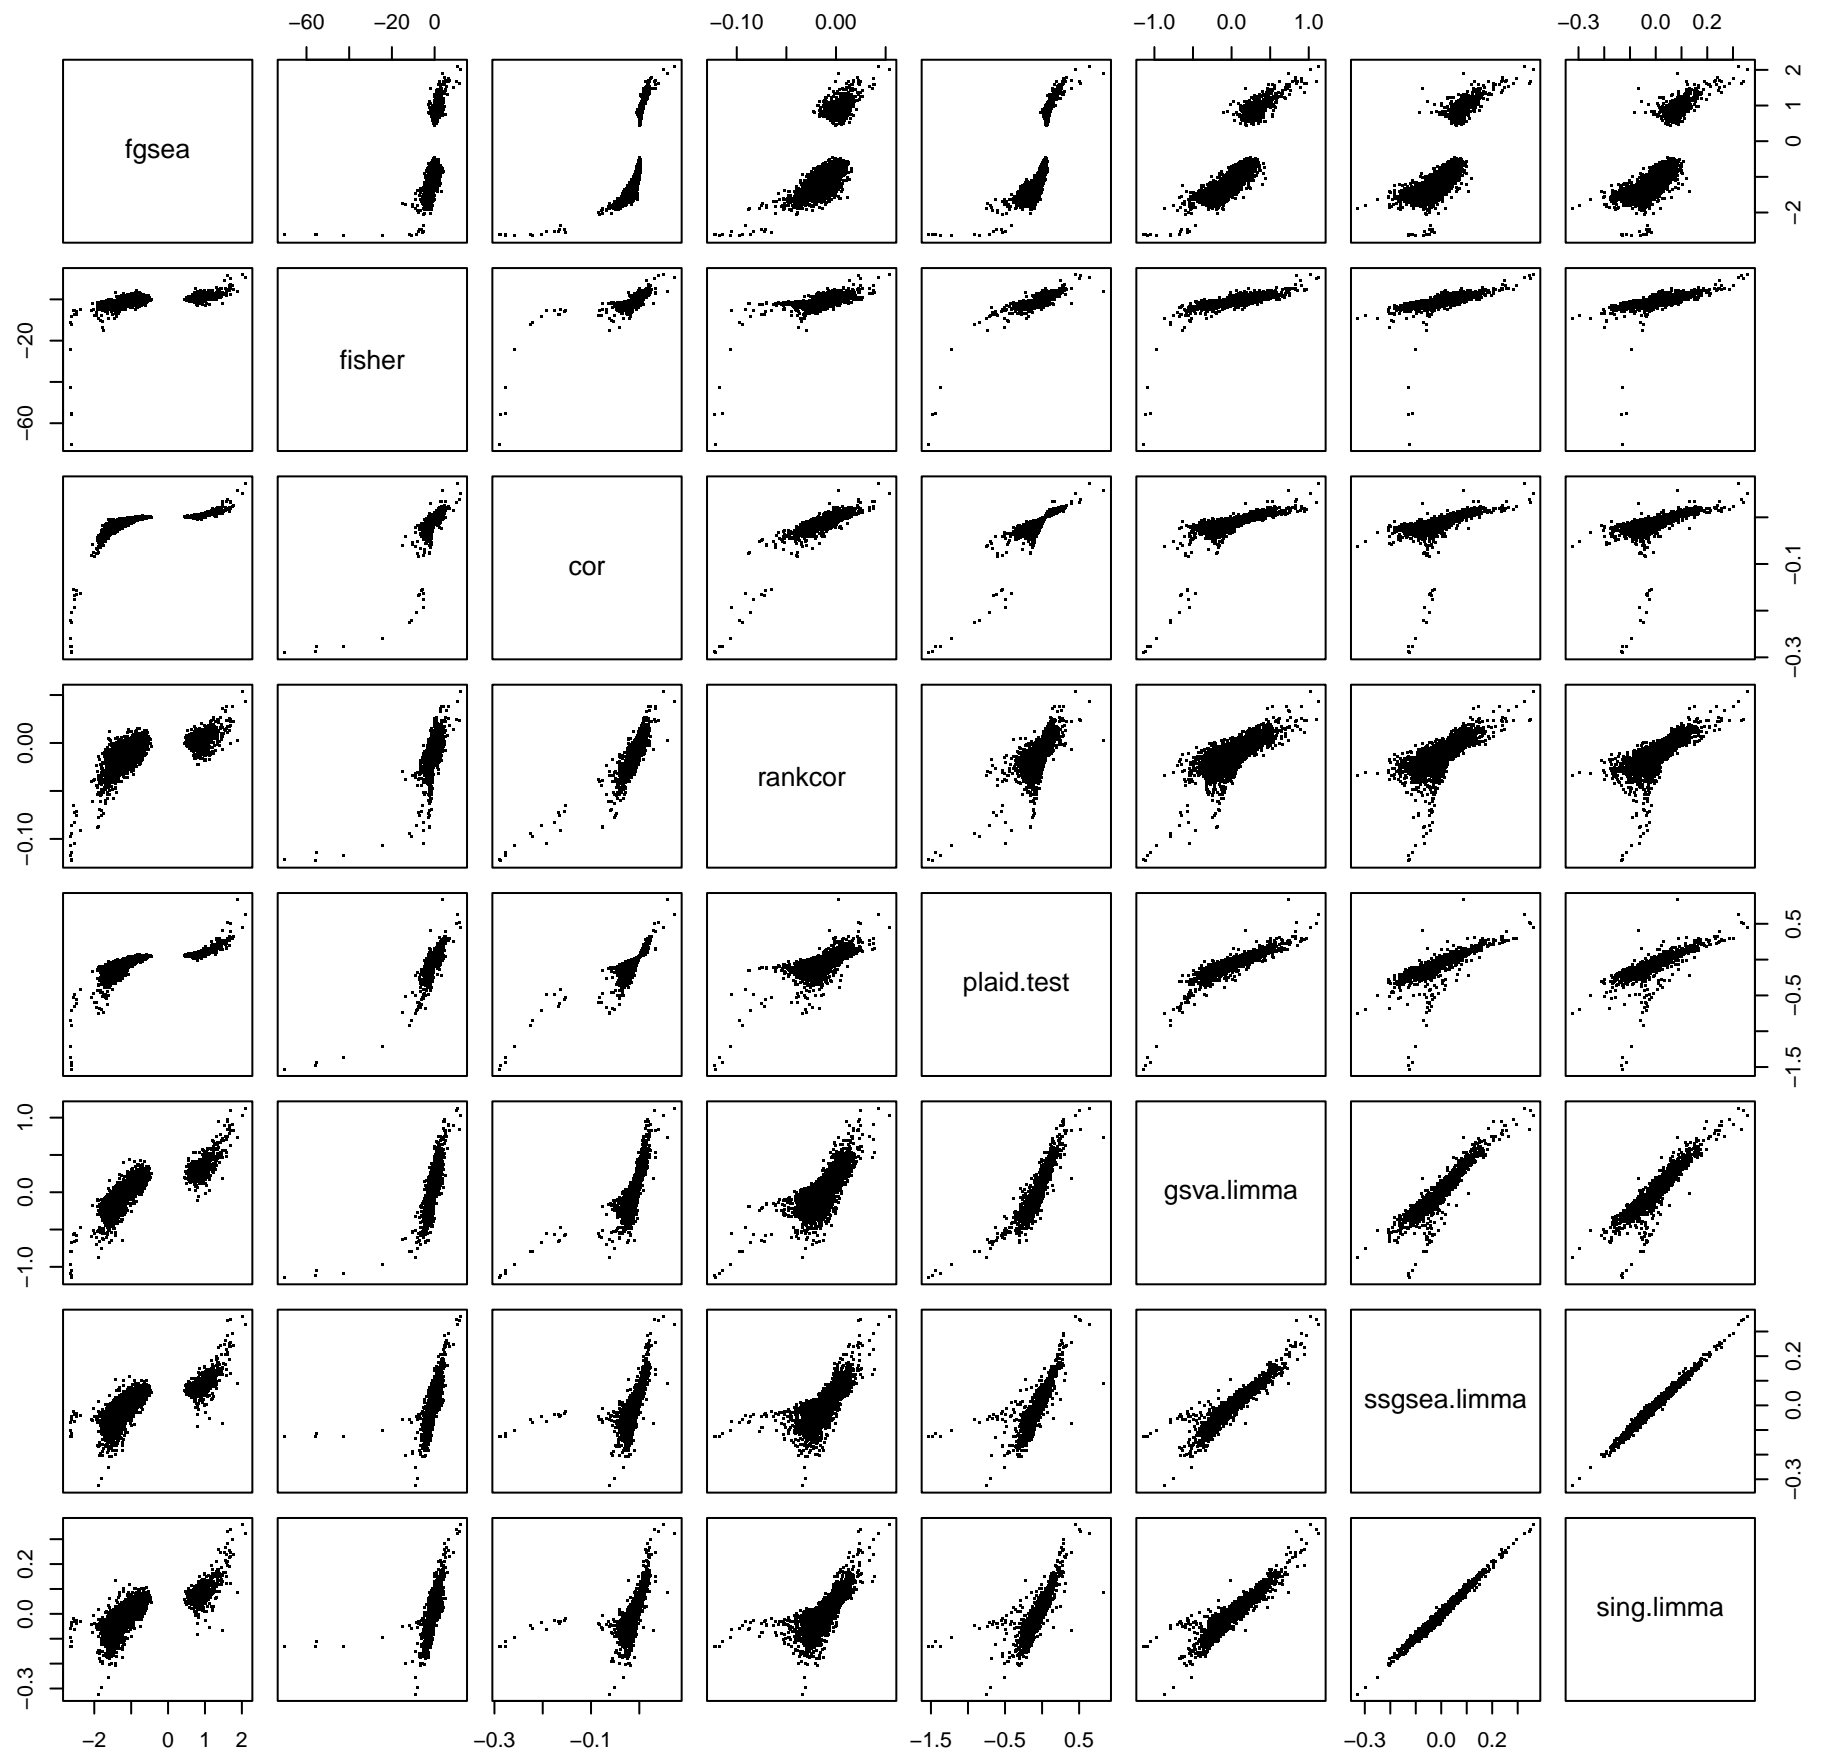 −60 −20 0 −0.10 0.00 −1.0 0.0 1.0 −0.3 0.0 0.2
fgsea
−2 0 1 2
−60 −20
fisher
cor
−0.3 −0.1
−0.10 0.00
rankcor
plaid.test
−1.5 −0.5 0.5
−1.0 0.0 1.0
gsva.limma
ssgsea.limma
−0.3 0.0 0.2
−0.3 0.0 0.2
sing.limma
−2 0 1 2 −0.3 −0.1 −1.5 −0.5 0.5 −0.3 0.0 0.2